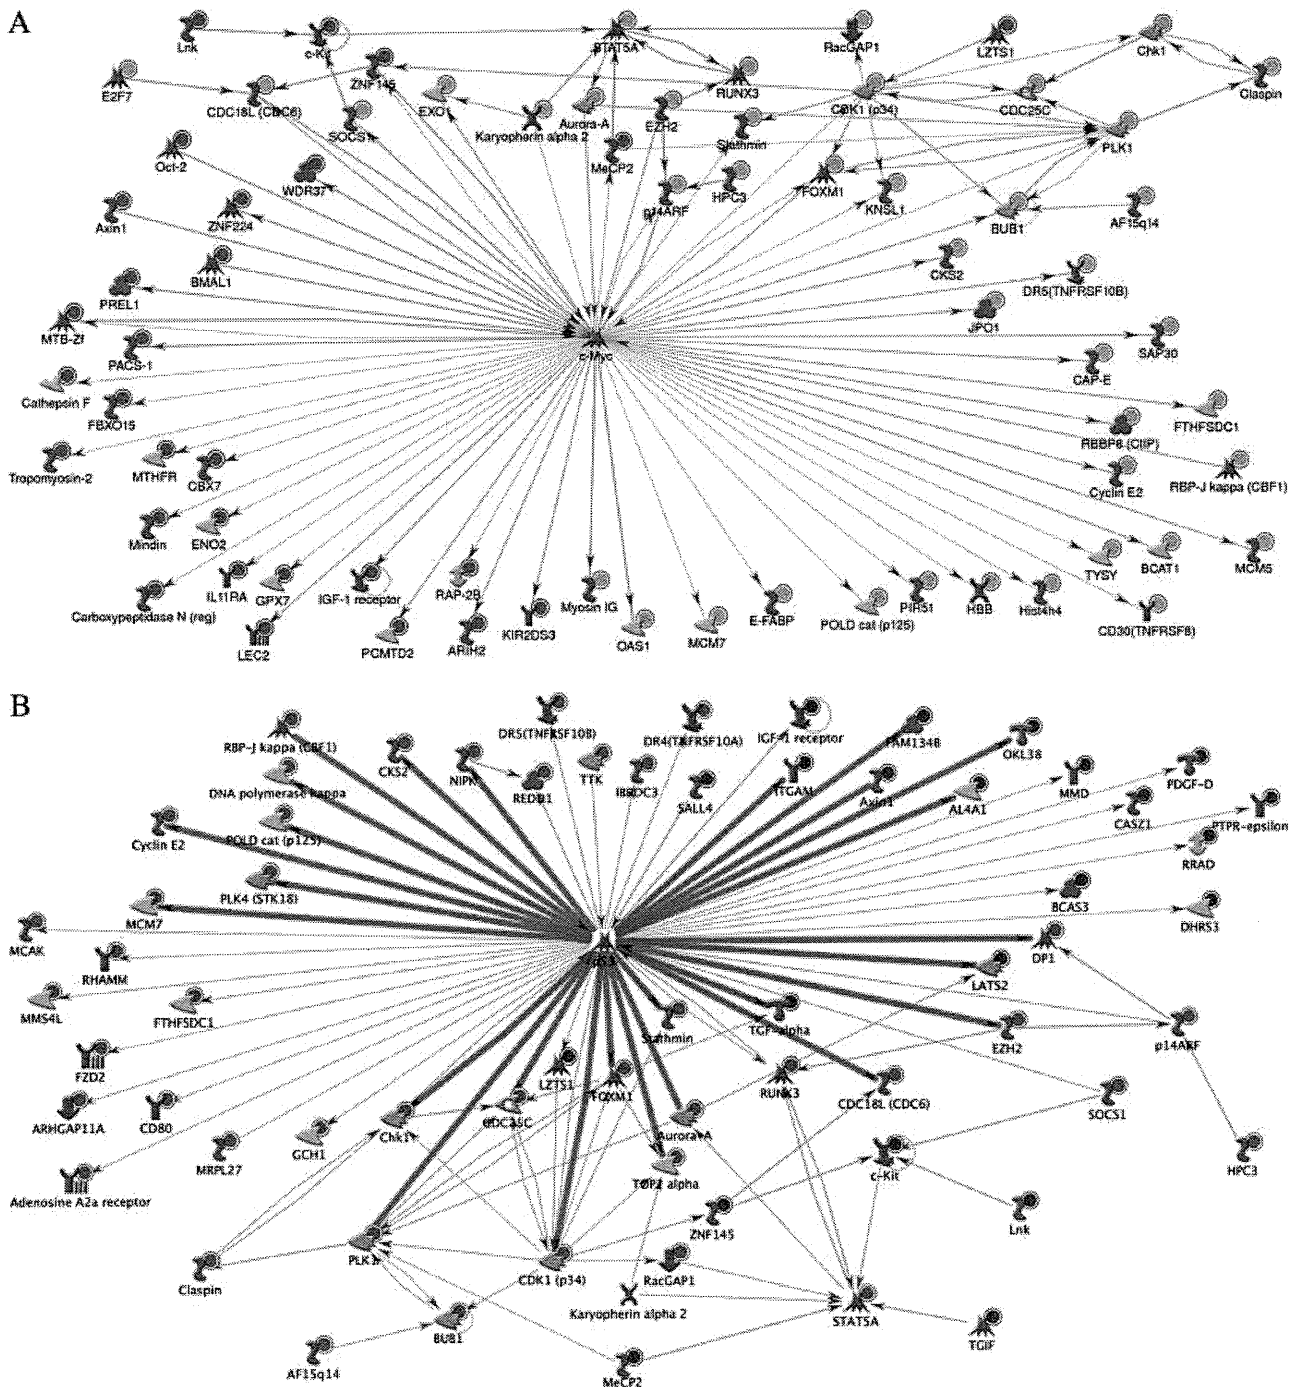 A
Lnk
c-Kit
STAT5A
RacGAP1
LZTS1
Chk1
E2F7
CDC18L (CDC6)
ZNF145
EXO1
RUNX3
CDK1 (p34)
CDC25C
Claspin
SOCS1
Karyopherin alpha 2
Aurora-A
EZH2
Stathmin
PLK1
Oct-2
WDR37
MeCP2
p14ARF
HPC3
FOXM1
KNSL1
BUB1
AF15q14
Axin1
ZNF224
BMAL1
CKS2
DR5(TNFRSF10B)
PREL1
JPO1
MTB-Zf
PACS-1
c-Myc
SAP30
CAP-E
Cathepsin F
FBXO15
FTHFSDC1
RBBP8 (CtIP)
Tropomyosin-2
MTHFR
CBX7
Cyclin E2
RBP-J kappa (CBF1)
Mindin
ENO2
TYSY
BCAT1
MCM5
Carboxypeptidase N (reg)
IL11RA
GPX7
IGF-1 receptor
RAP-2B
KIR2DS3
Myosin IG
E-FABP
POLD cat (p125)
PIR51
HBB
Hist4h4
CD30(TNFRSF8)
LEC2
PCMTD2
ARIH2
OAS1
MCM7
B
RBP-J kappa (CBF1)
CKS2
NIPK
DR5(TNFRSF10B)
TTK
DR4(TNFRSF10A)
IGF-1 receptor
FAM134B
OKL38
DNA polymerase kappa
REDD1
IBRDC3
SALL4
ITGAM
Axin1
AL4A1
MMD
PDGF-D
Cyclin E2
POLD cat (p125)
CASZ1
PTPR-epsilon
PLK4 (STK18)
RRAD
MCM7
BCAS3
MCAK
DHRS3
RHAMM
p53
DP1
MMS4L
FTHFSDC1
LATS2
FZD2
Stathmin
TGF-alpha
EZH2
p14ARF
ARHGAP11A
CD80
MRPL27
GCH1
Chk1
CDC25C
LZTS1
FOXM1
Aurora-A
RUNX3
CDC18L (CDC6)
SOCS1
Adenosine A2a receptor
TOP2 alpha
c-Kit
HPC3
ZNF145
Lnk
Claspin
PLK1
CDK1 (p34)
RacGAP1
Karyopherin alpha 2
STAT5A
TGIF
BUB1
AF15q14
MeCP2